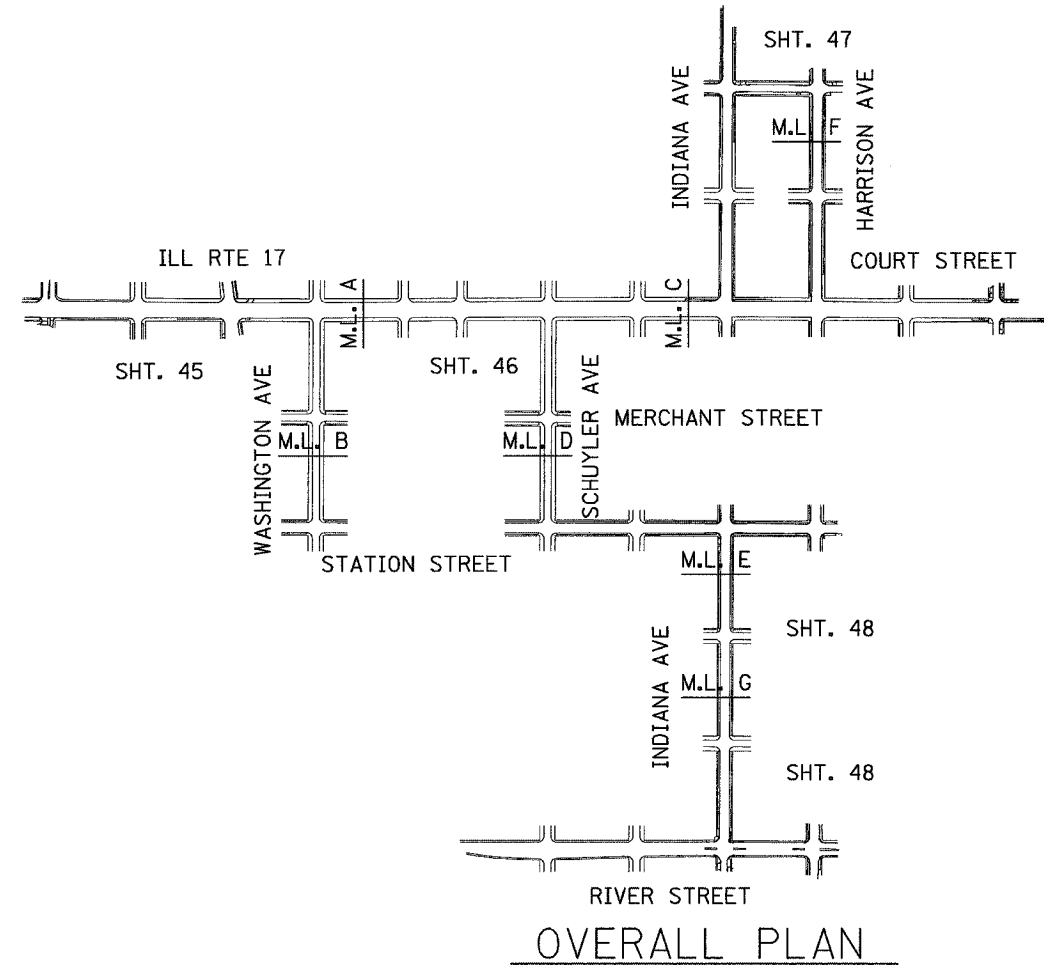 SHT. 47
INDIANA AVE
M.L. F
HARRISON AVE
ILL RTE 17
COURT STREET
M.L. A
M.L. C
SHT. 45
SHT. 46
WASHINGTON AVE
SCHUYLER AVE
MERCHANT STREET
M.L. B
M.L. D
STATION STREET
M.L. E
SHT. 48
INDIANA AVE
M.L. G
SHT. 48
RIVER STREET
OVERALL PLAN